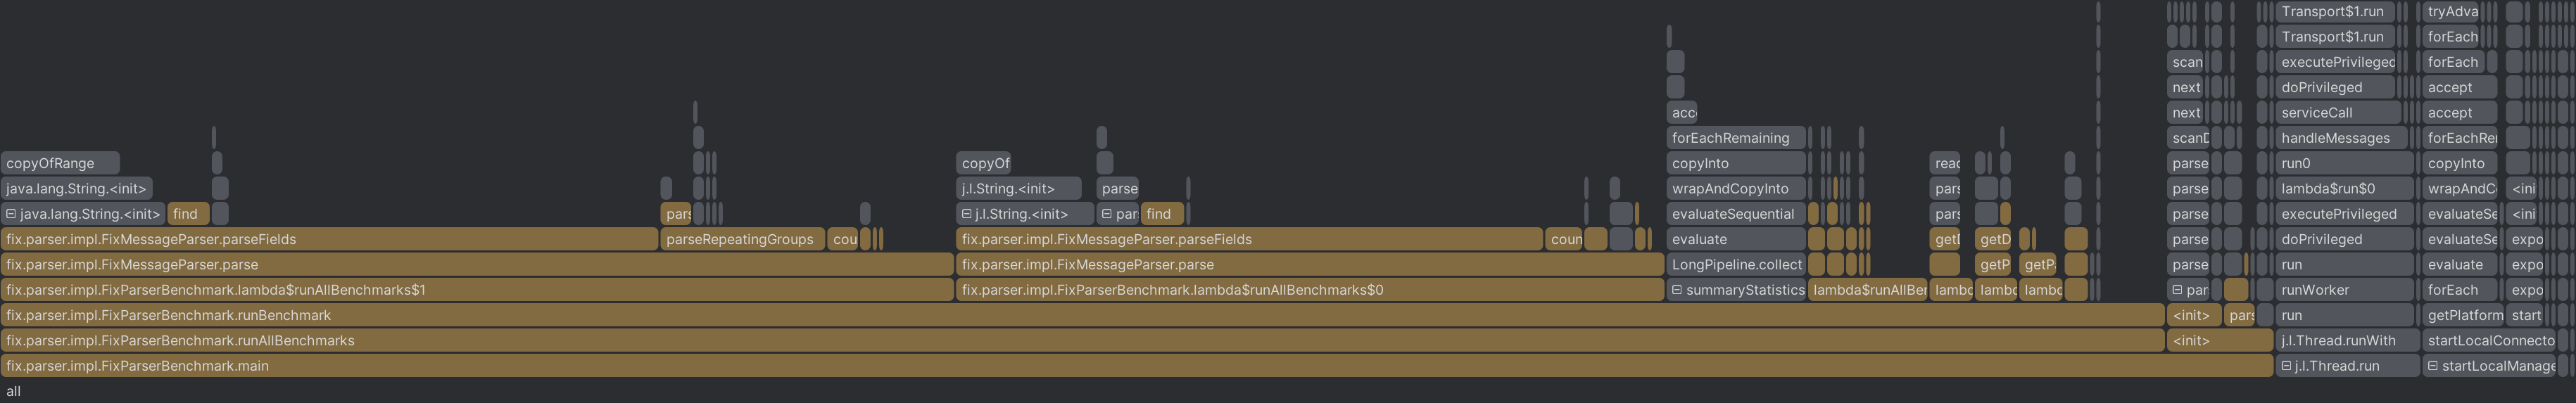 Transport$1.run tryAdva
Transport$1.run forEach
scan executePrivileged forEach
next doPrivileged accept
acc next serviceCall accept
forEachRemaining scanD handleMessages forEachRe
copyOfRange copyOf copyInto reac parse run0 copyInto
java.lang.String.<init> j.l.String.<init> parse wrapAndCopyInto pars parse lambda$run$0 wrapAndC <ini
java.lang.String.<init> find pars j.l.String.<init> par find evaluateSequential pars parse executePrivileged evaluateSe <ini
fix.parser.impl.FixMessageParser.parseFields parseRepeatingGroups cou fix.parser.impl.FixMessageParser.parseFields coun evaluate getD getD parse doPrivileged evaluateSe expo
fix.parser.impl.FixMessageParser.parse fix.parser.impl.FixMessageParser.parse LongPipeline.collect getP getP parse run evaluate expo
fix.parser.impl.FixParserBenchmark.lambda$runAllBenchmarks$1 fix.parser.impl.FixParserBenchmark.lambda$runAllBenchmarks$0 summaryStatistics lambda$runAllBer lambd lambd lambd par runWorker forEach expo
fix.parser.impl.FixParserBenchmark.runBenchmark <init> pars run getPlatform start
fix.parser.impl.FixParserBenchmark.runAllBenchmarks <init> j.l.Thread.runWith startLocalConnecto
fix.parser.impl.FixParserBenchmark.main j.l.Thread.run startLocalManage
all